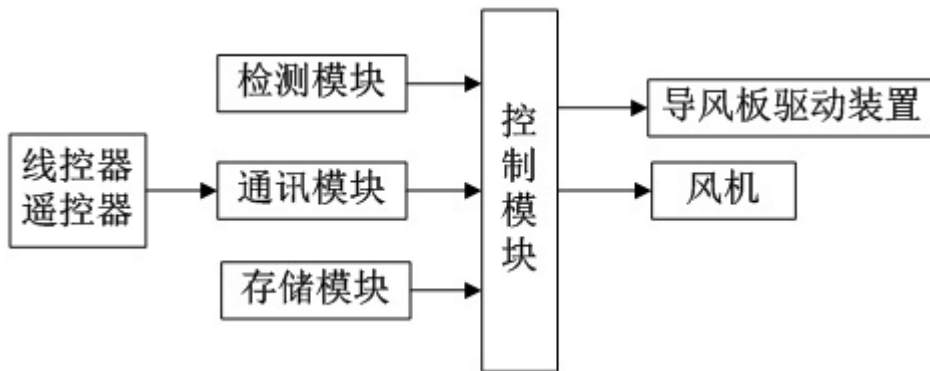 检测模块
线控器
遥控器
通讯模块
存储模块
控制模块
导风板驱动装置
风机